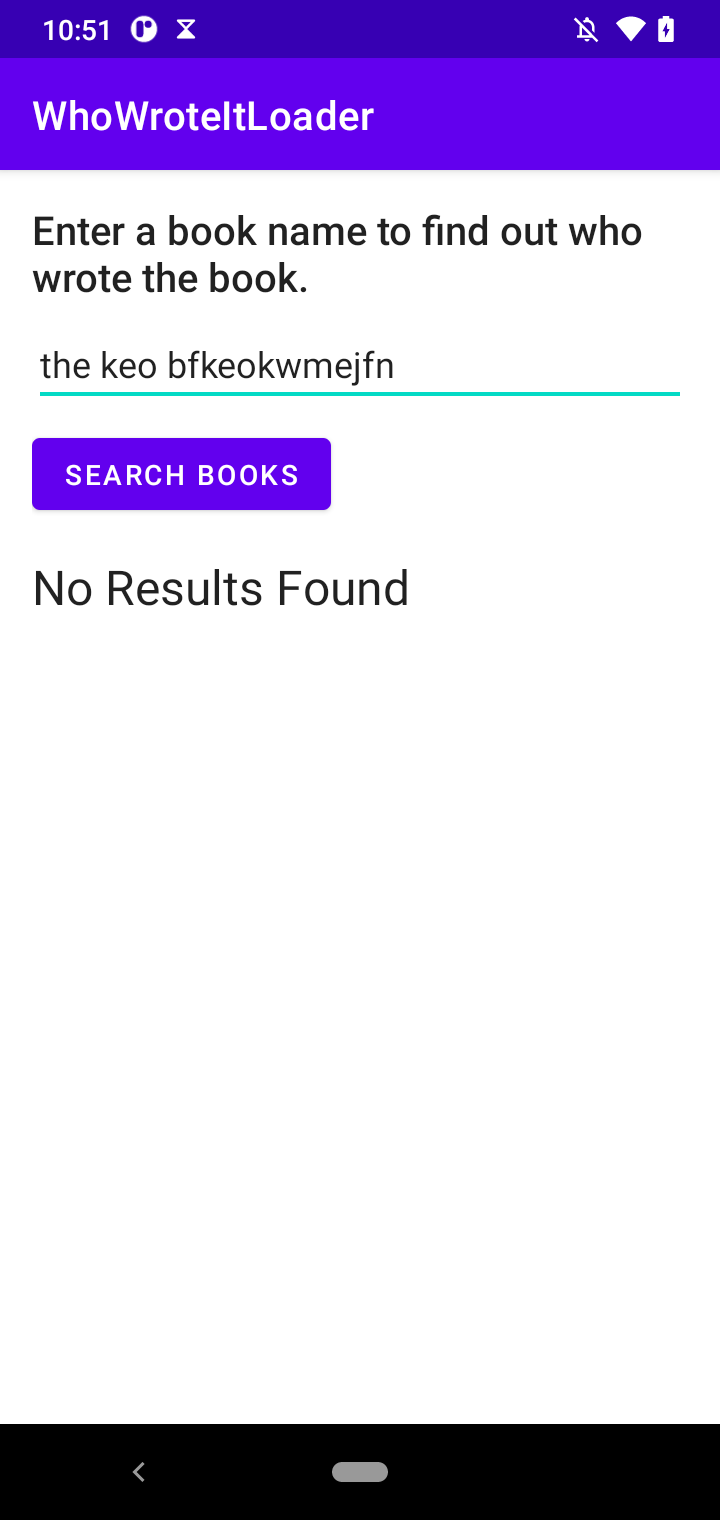 10:51
WhoWroteItLoader
Enter a book name to find out who
wrote the book.
the keo bfkeokwmejfn
SEARCH BOOKS
No Results Found